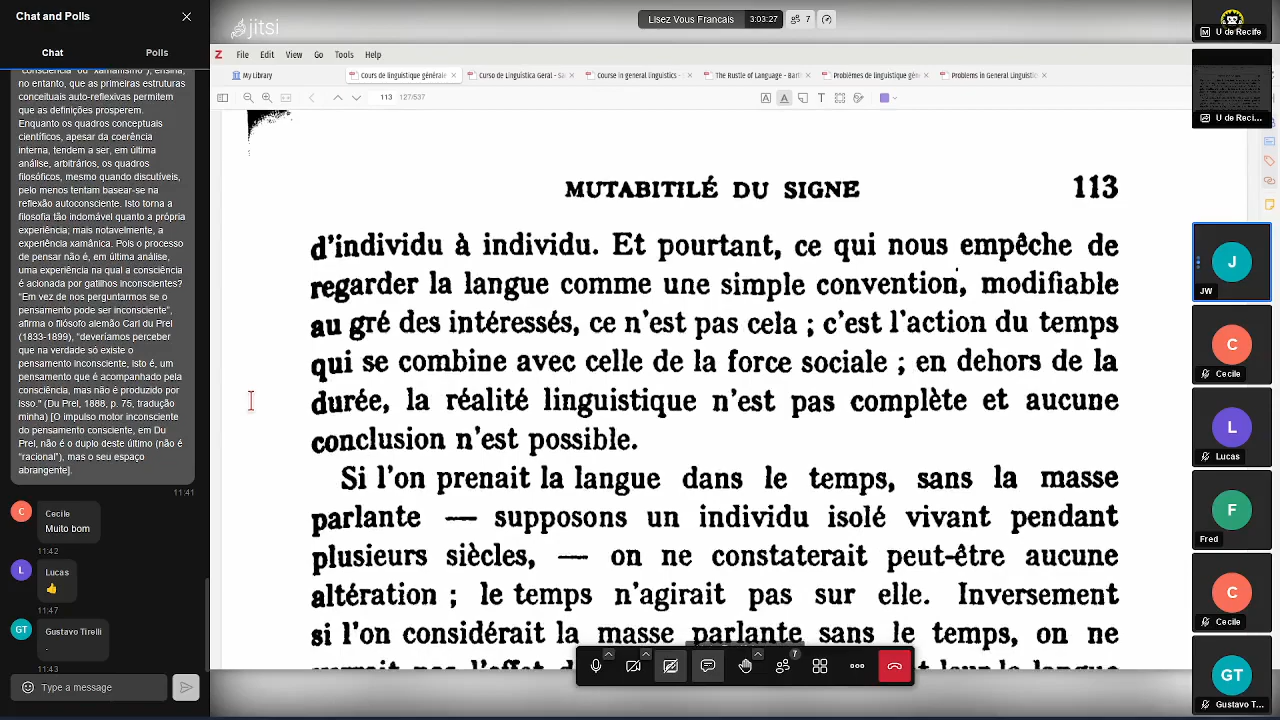 Chat and Polls
Chat
Polls
no entanto, que as primeiras estruturas
conceituais auto-reflexivas permitem
que as tradições prosperem.
Enquanto os quadros conceptuais
científicos, apesar da coerência
interna, tendem a ser, em última
análise, arbitrários, os quadros
filosóficos, mesmo quando discutíveis,
pelo menos tentam basear-se na
reflexão autoconsciente. Isto torna a
filosofia tão indomável quanto a própria
experiência; mais notavelmente, a
experiência xamânica. Pois o processo
de pensar não é, em última análise,
uma experiência na qual a consciência
é acionada por gatilhos inconscientes?
"Em vez de nos perguntarmos se o
pensamento pode ser inconsciente",
afirma o filósofo alemão Carl du Prel
(1833-1899), "deveríamos perceber
que na verdade só existe o
pensamento inconsciente, isto é, um
pensamento que é acompanhado pela
consciência, mas não é produzido por
isso." (Du Prel, 1888, p. 75, tradução
minha) [O impulso motor inconsciente
do pensamento consciente, em Du
Prel, não é o duplo deste último (não é
"racional"), mas o seu espaço
abrangente].
11:41
C
Cecile
Muito bom
11:42
L
Lucas
👍
11:47
GT
Gustavo Tirelli
.
11:43
Type a message
jitsi
Lisez Vous Francais
3:03:27
7
Z
File Edit View Go Tools Help
My Library
Cours de linguistique générale
Curso de Linguística Geral - sa
Course in general linguistics -
The Rustle of Language - Bart
Problèmes de linguistique gén
Problems in General Linguistic
113 127/537
MUTABITILÉ DU SIGNE 113
d'individu à individu. Et pourtant, ce qui nous empêche de
regarder la langue comme une simple convention, modifiable
au gré des intéressés, ce n'est pas cela ; c'est l'action du temps
qui se combine avec celle de la force sociale ; en dehors de la
durée, la réalité linguistique n'est pas complète et aucune
conclusion n'est possible.
Si l'on prenait la langue dans le temps, sans la masse
parlante — supposons un individu isolé vivant pendant
plusieurs siècles, — on ne constaterait peut-être aucune
altération ; le temps n'agirait pas sur elle. Inversement
si l'on considérait la masse parlante sans le temps, on ne
7
U de Recife
U de Reci...
J
JW
C
Cecile
L
Lucas
F
Fred
C
Cecile
GT
Gustavo T...